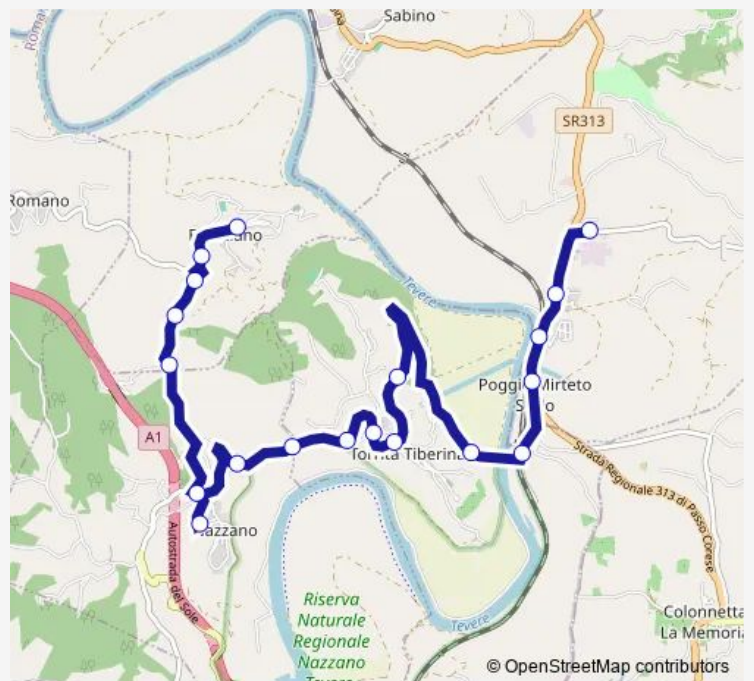 Sabino
SR313
Romano
Tevere
Poggio Mirteto
A1
Torrita Tiberina
Strada Regionale 313 di Passo Corese
Nazzano
Autostrada del Sole
Riserva
Naturale
Regionale
Nazzano
Tevere
Colonnetta
La Memoria
© OpenStreetMap contributors